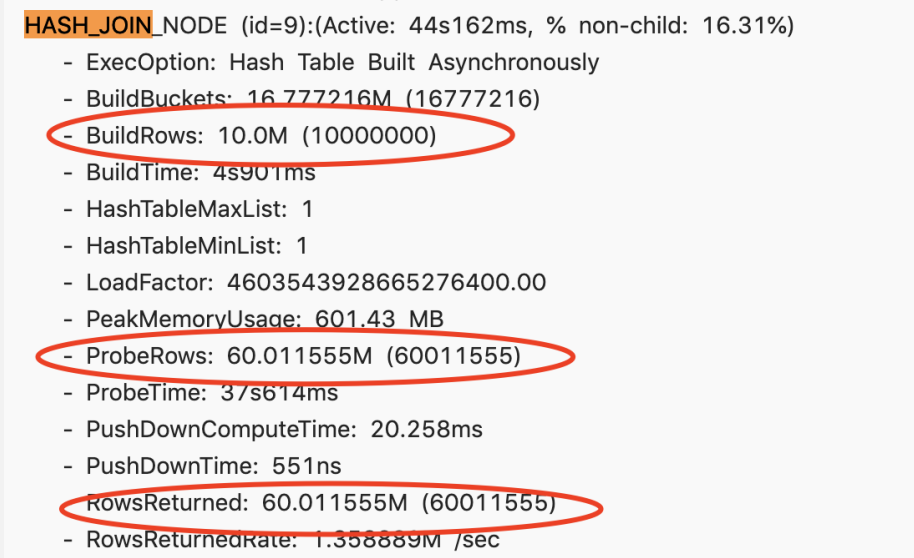 HASH_JOIN_NODE (id=9):(Active: 44s162ms, % non-child: 16.31%)
- ExecOption: Hash Table Built Asynchronously
- BuildBuckets: 16.777216M (16777216)
- BuildRows: 10.0M (10000000)
- BuildTime: 4s901ms
- HashTableMaxList: 1
- HashTableMinList: 1
- LoadFactor: 4603543928665276400.00
- PeakMemoryUsage: 601.43 MB
- ProbeRows: 60.011555M (60011555)
- ProbeTime: 37s614ms
- PushDownComputeTime: 20.258ms
- PushDownTime: 551ns
- RowsReturned: 60.011555M (60011555)
- RowsReturnedRate: 1.358889M /sec